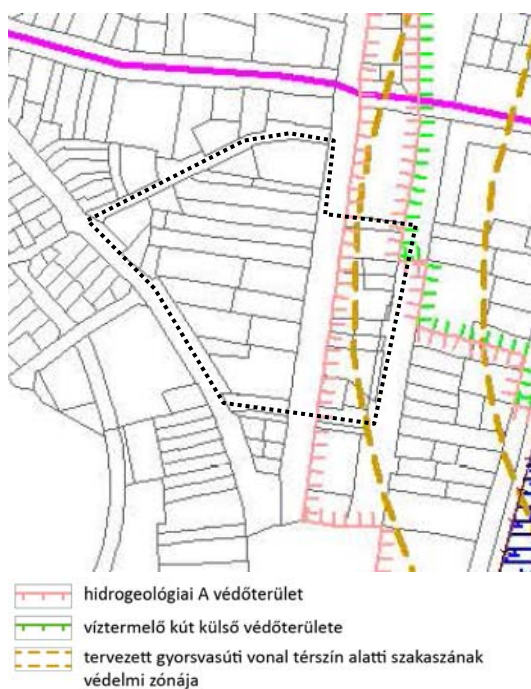 hidrogeológiai A védőterület
víztermelő kút külső védőterülete
tervezett gyorsvasúti vonal térszín alatti szakaszának
védelmi zónája